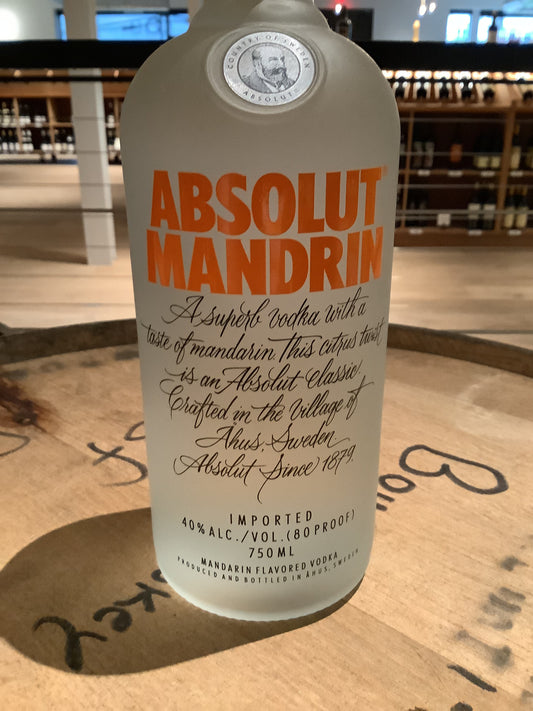 COUNTRY OF SWEDEN
ABSOLUT
ABSOLUT
MANDRIN
A superb vodka with a
taste of mandarin This citrus twist
is an Absolut Classic!
Crafted in the Village of
Åhus, Sweden
Absolut Since 1879.
IMPORTED
40% ALC./VOL. (80 PROOF)
750 ML
MANDARIN FLAVORED VODKA
PRODUCED AND BOTTLED IN ÅHUS, SWEDEN